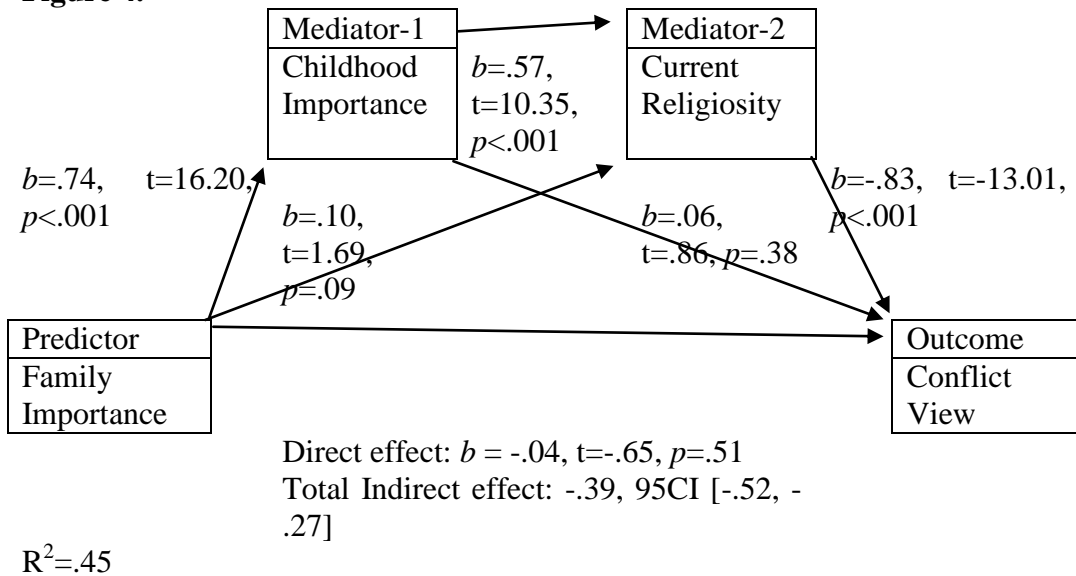 Figure 4.
Mediator-1
Childhood
Importance
Mediator-2
Current
Religiosity
b=.57,
t=10.35,
p<.001
b=.74, t=16.20,
p<.001
b=.10,
t=1.69,
p=.09
b=.06,
t=.86, p=.38
b=-.83, t=-13.01,
p<.001
Predictor
Family
Importance
Outcome
Conflict
View
Direct effect: b = -.04, t=-.65, p=.51
Total Indirect effect: -.39, 95CI [-.52, -
.27]
R²=.45